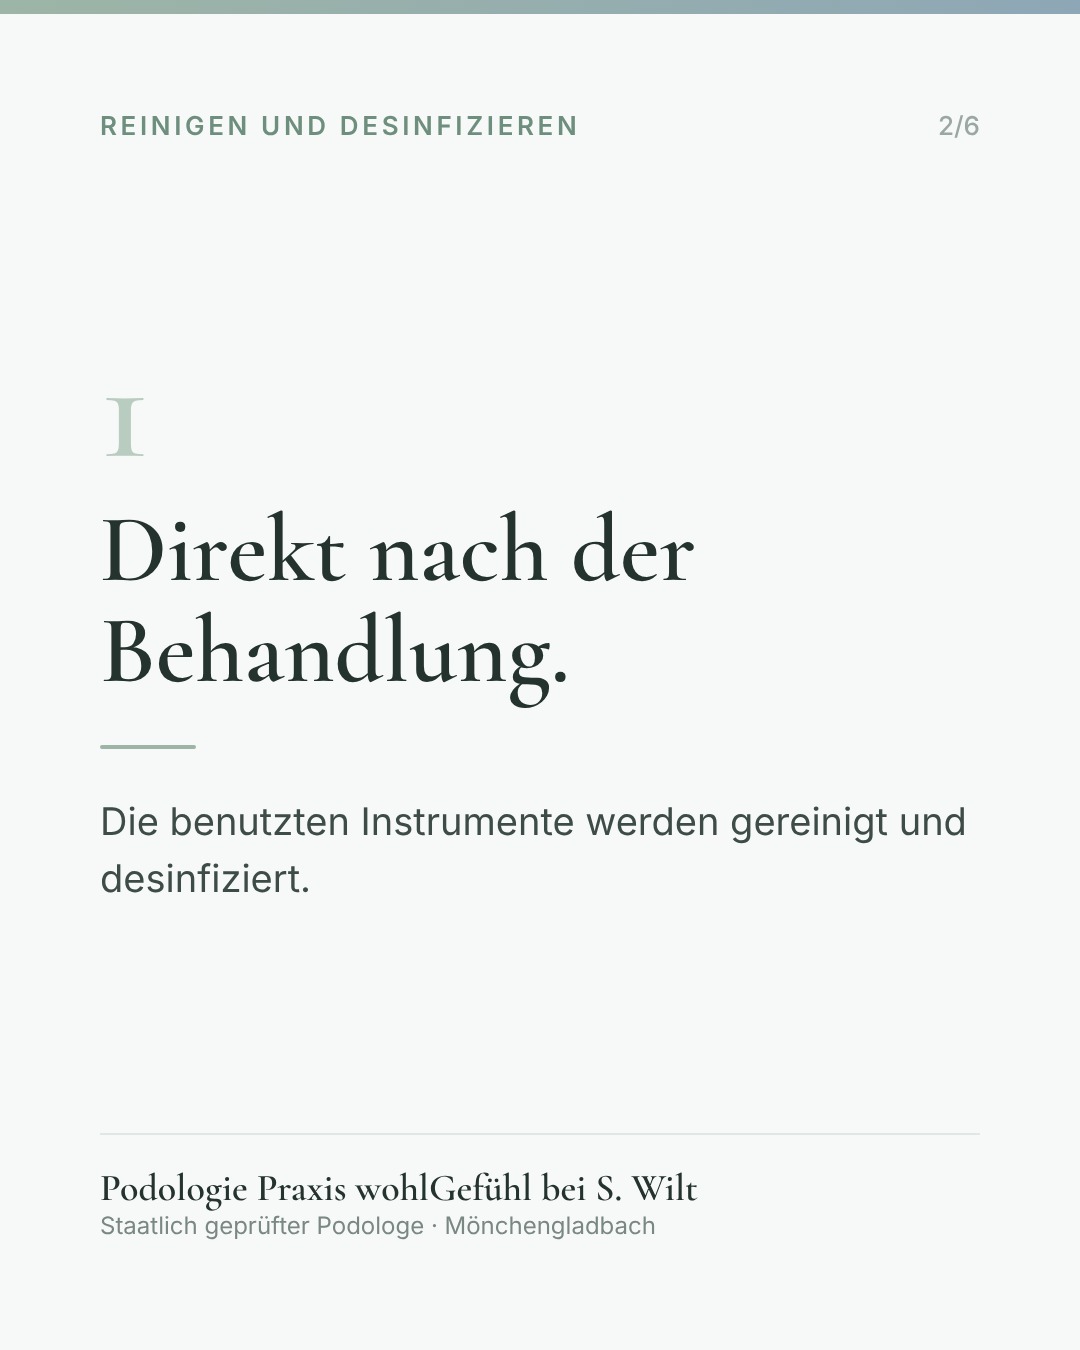 REINIGEN UND DESINFIZIEREN
2/6
1
Direkt nach der
Behandlung.
Die benutzten Instrumente werden gereinigt und
desinfiziert.
Podologie Praxis wohlGefühl bei S. Wilt
Staatlich geprüfter Podologe · Mönchengladbach